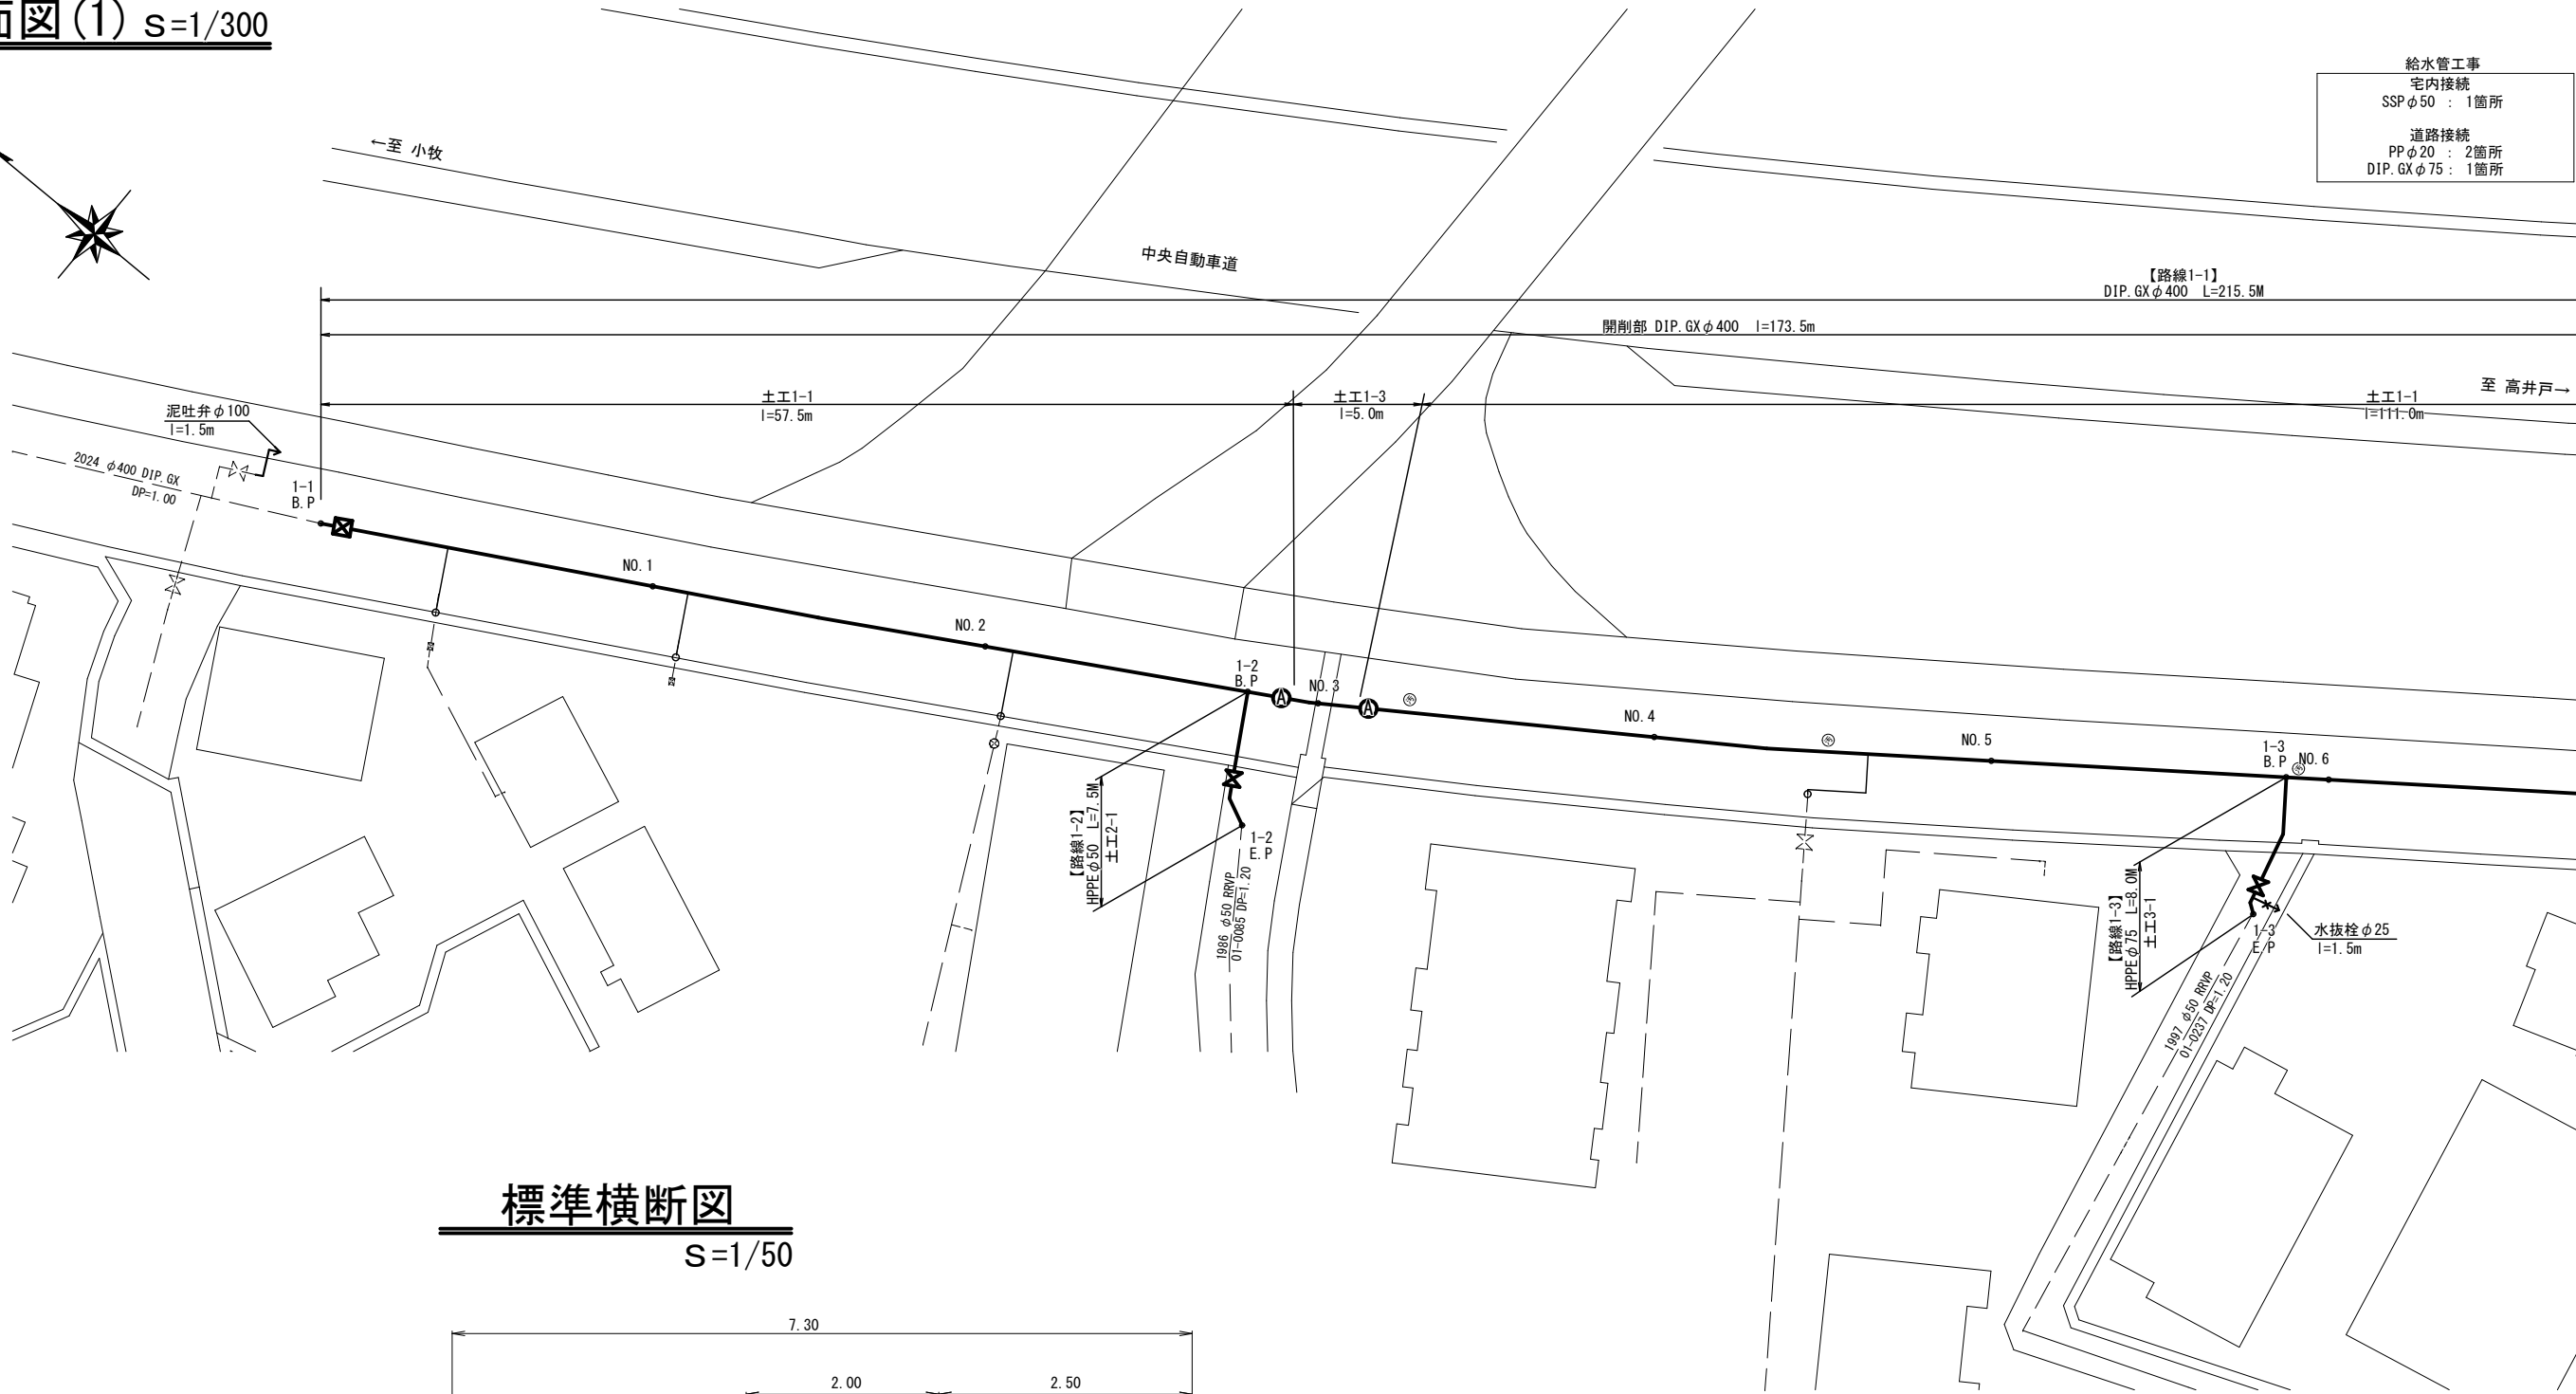 面図(1) S=1/300
給水管工事
宅内接続
SSPφ50 : 1箇所
道路接続
PPφ20 : 2箇所
DIP.GXφ75 : 1箇所
←至 小牧
中央自動車道
【路線1-1】
DIP.GXφ400 L=215.5M
開削部 DIP.GXφ400 l=173.5m
至 高井戸→
土工1-1
l=57.5m
土工1-3
l=5.0m
土工1-1
l=111.0m
泥吐弁φ100
l=1.5m
2024 φ400 DIP.GX
DP=1.00
1-1
B.P
NO.1
NO.2
1-2
B.P
A
NO.3
A
NO.4
NO.5
1-3
B.P
NO.6
【路線1-2】
HPPEφ50 L=7.5M
土工2-1
1-2
E.P
1986 φ50 RRVP
01-0085 DP=1.20
【路線1-3】
HPPEφ75 L=8.0M
土工3-1
1-3
E.P
水抜栓φ25
l=1.5m
1997 φ50 RRVP
01-0237 DP=1.20
標準横断図
S=1/50
7.30
2.00
2.50